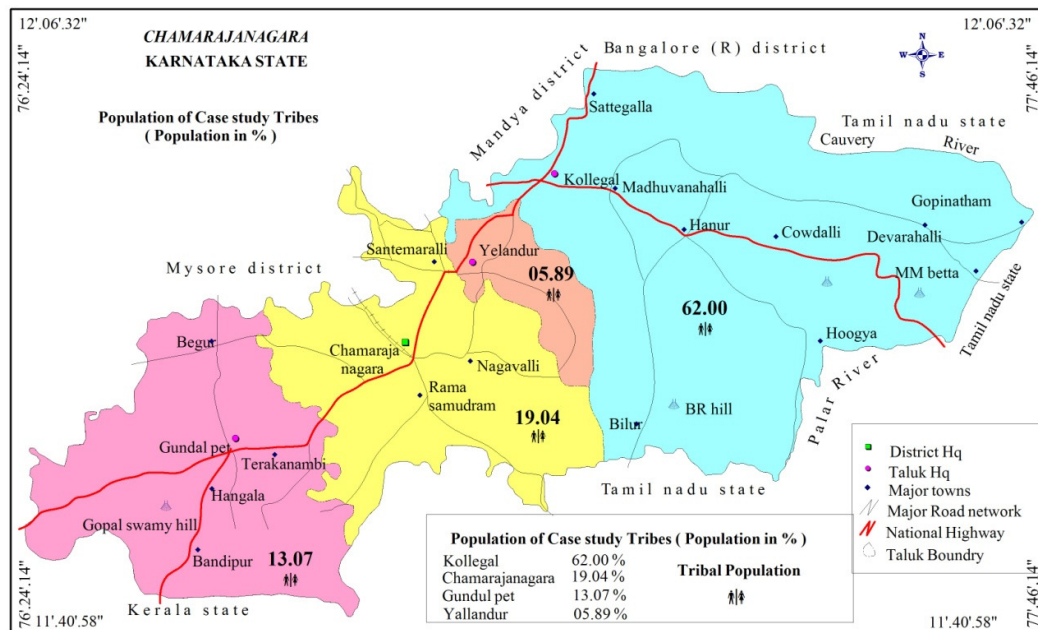 12'.06.32"
12'.06.32"
76'.24.14"
77'.46.14"
CHAMARAJANAGARA
KARNATAKA STATE
Population of Case study Tribes
( Population in % )
N
W E
S
Bangalore (R) district
Mandya district
Sattegalla
Tamil nadu state
Cauvery River
Kollegal
Madhuvanahalli
Gopinatham
Hanur
Cowdalli
Devarahalli
Santemaralli
Yelandur
MM betta
Mysore district
05.89
62.00
Tamil nadu state
Begur
Chamaraja
nagara
Nagavalli
Hoogya
Rama
samudram
Palar River
19.04
BR hill
Bilur
Gundal pet
Terakanambi
Hangala
Tamil nadu state
Gopal swamy hill
Bandipur
13.07
Kerala state
District Hq
Taluk Hq
Major towns
Major Road network
National Highway
Taluk Boundry
Population of Case study Tribes ( Population in % )
Kollegal 62.00 %
Chamarajanagara 19.04 %
Gundul pet 13.07 %
Yallandur 05.89 %
Tribal Population
76'.24.14"
77'.46.14"
11'.40.58"
11'.40.58"